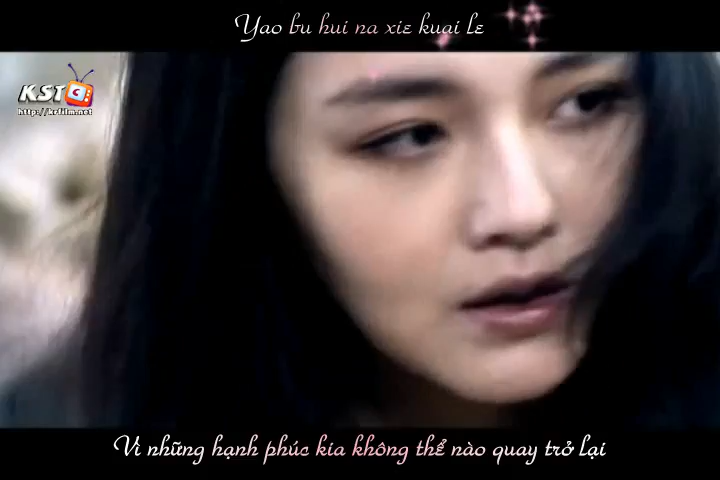 Yao bu hui na xie kuai le
KST
http://krfilm.net
Vì những hạnh phúc kia không thể nào quay trở lại